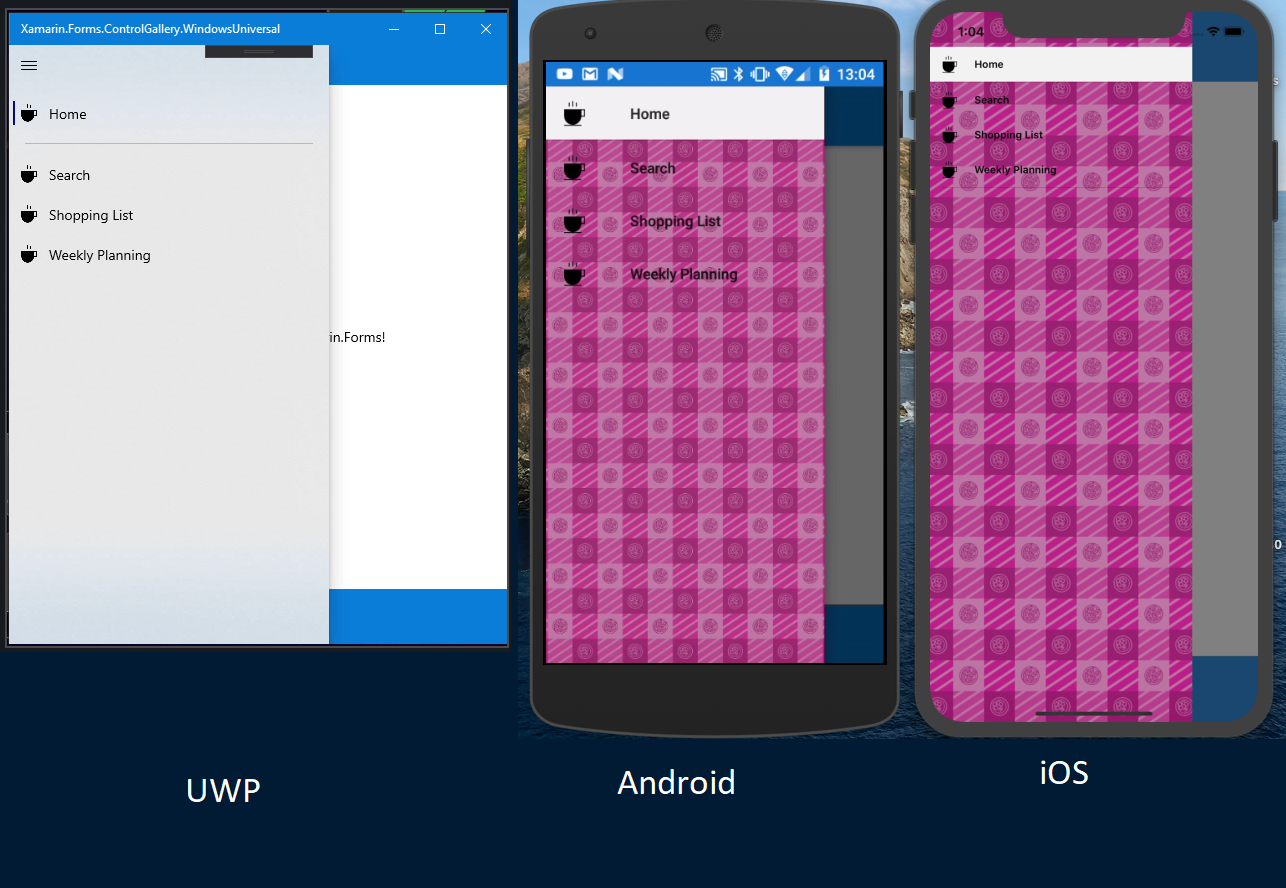 Xamarin.Forms.ControlGallery.WindowsUniversal
Home
Search
Shopping List
Weekly Planning
in.Forms!
UWP
13:04
Home
Search
Shopping List
Weekly Planning
Android
1:04
Home
Search
Shopping List
Weekly Planning
iOS
s
0